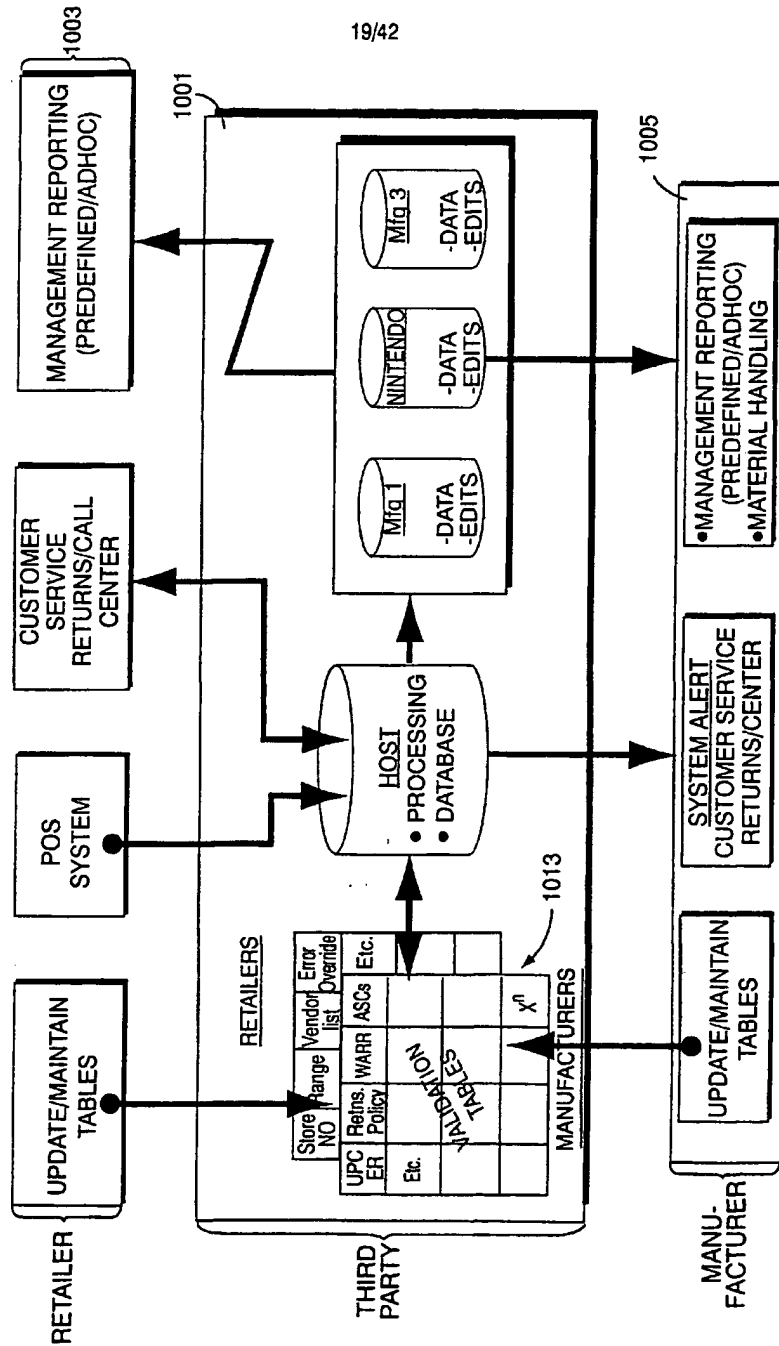 19/42
1003
RETAILER
UPDATE/MAINTAIN
TABLES
POS
SYSTEM
CUSTOMER
SERVICE
RETURNS/CALL
CENTER
MANAGEMENT REPORTING
(PREDEFINED/ADHOC)
1001
THIRD
PARTY
RETAILERS
Store
NO
Range
Vendor
list
Error
Override
UPC
ER
Retns.
Policy
WARR
ASCs
Etc.
Etc.
VALIDATION
TABLES
Xⁿ
MANUFACTURERS
1013
HOST
• PROCESSING
• DATABASE
Mfq 1
-DATA
-EDITS
NINTENDO
-DATA
-EDITS
Mfq 3
-DATA
-EDITS
1005
MANU-
FACTURER
UPDATE/MAINTAIN
TABLES
SYSTEM ALERT
CUSTOMER SERVICE
RETURNS/CENTER
•MANAGEMENT REPORTING
(PREDEFINED/ADHOC)
•MATERIAL HANDLING